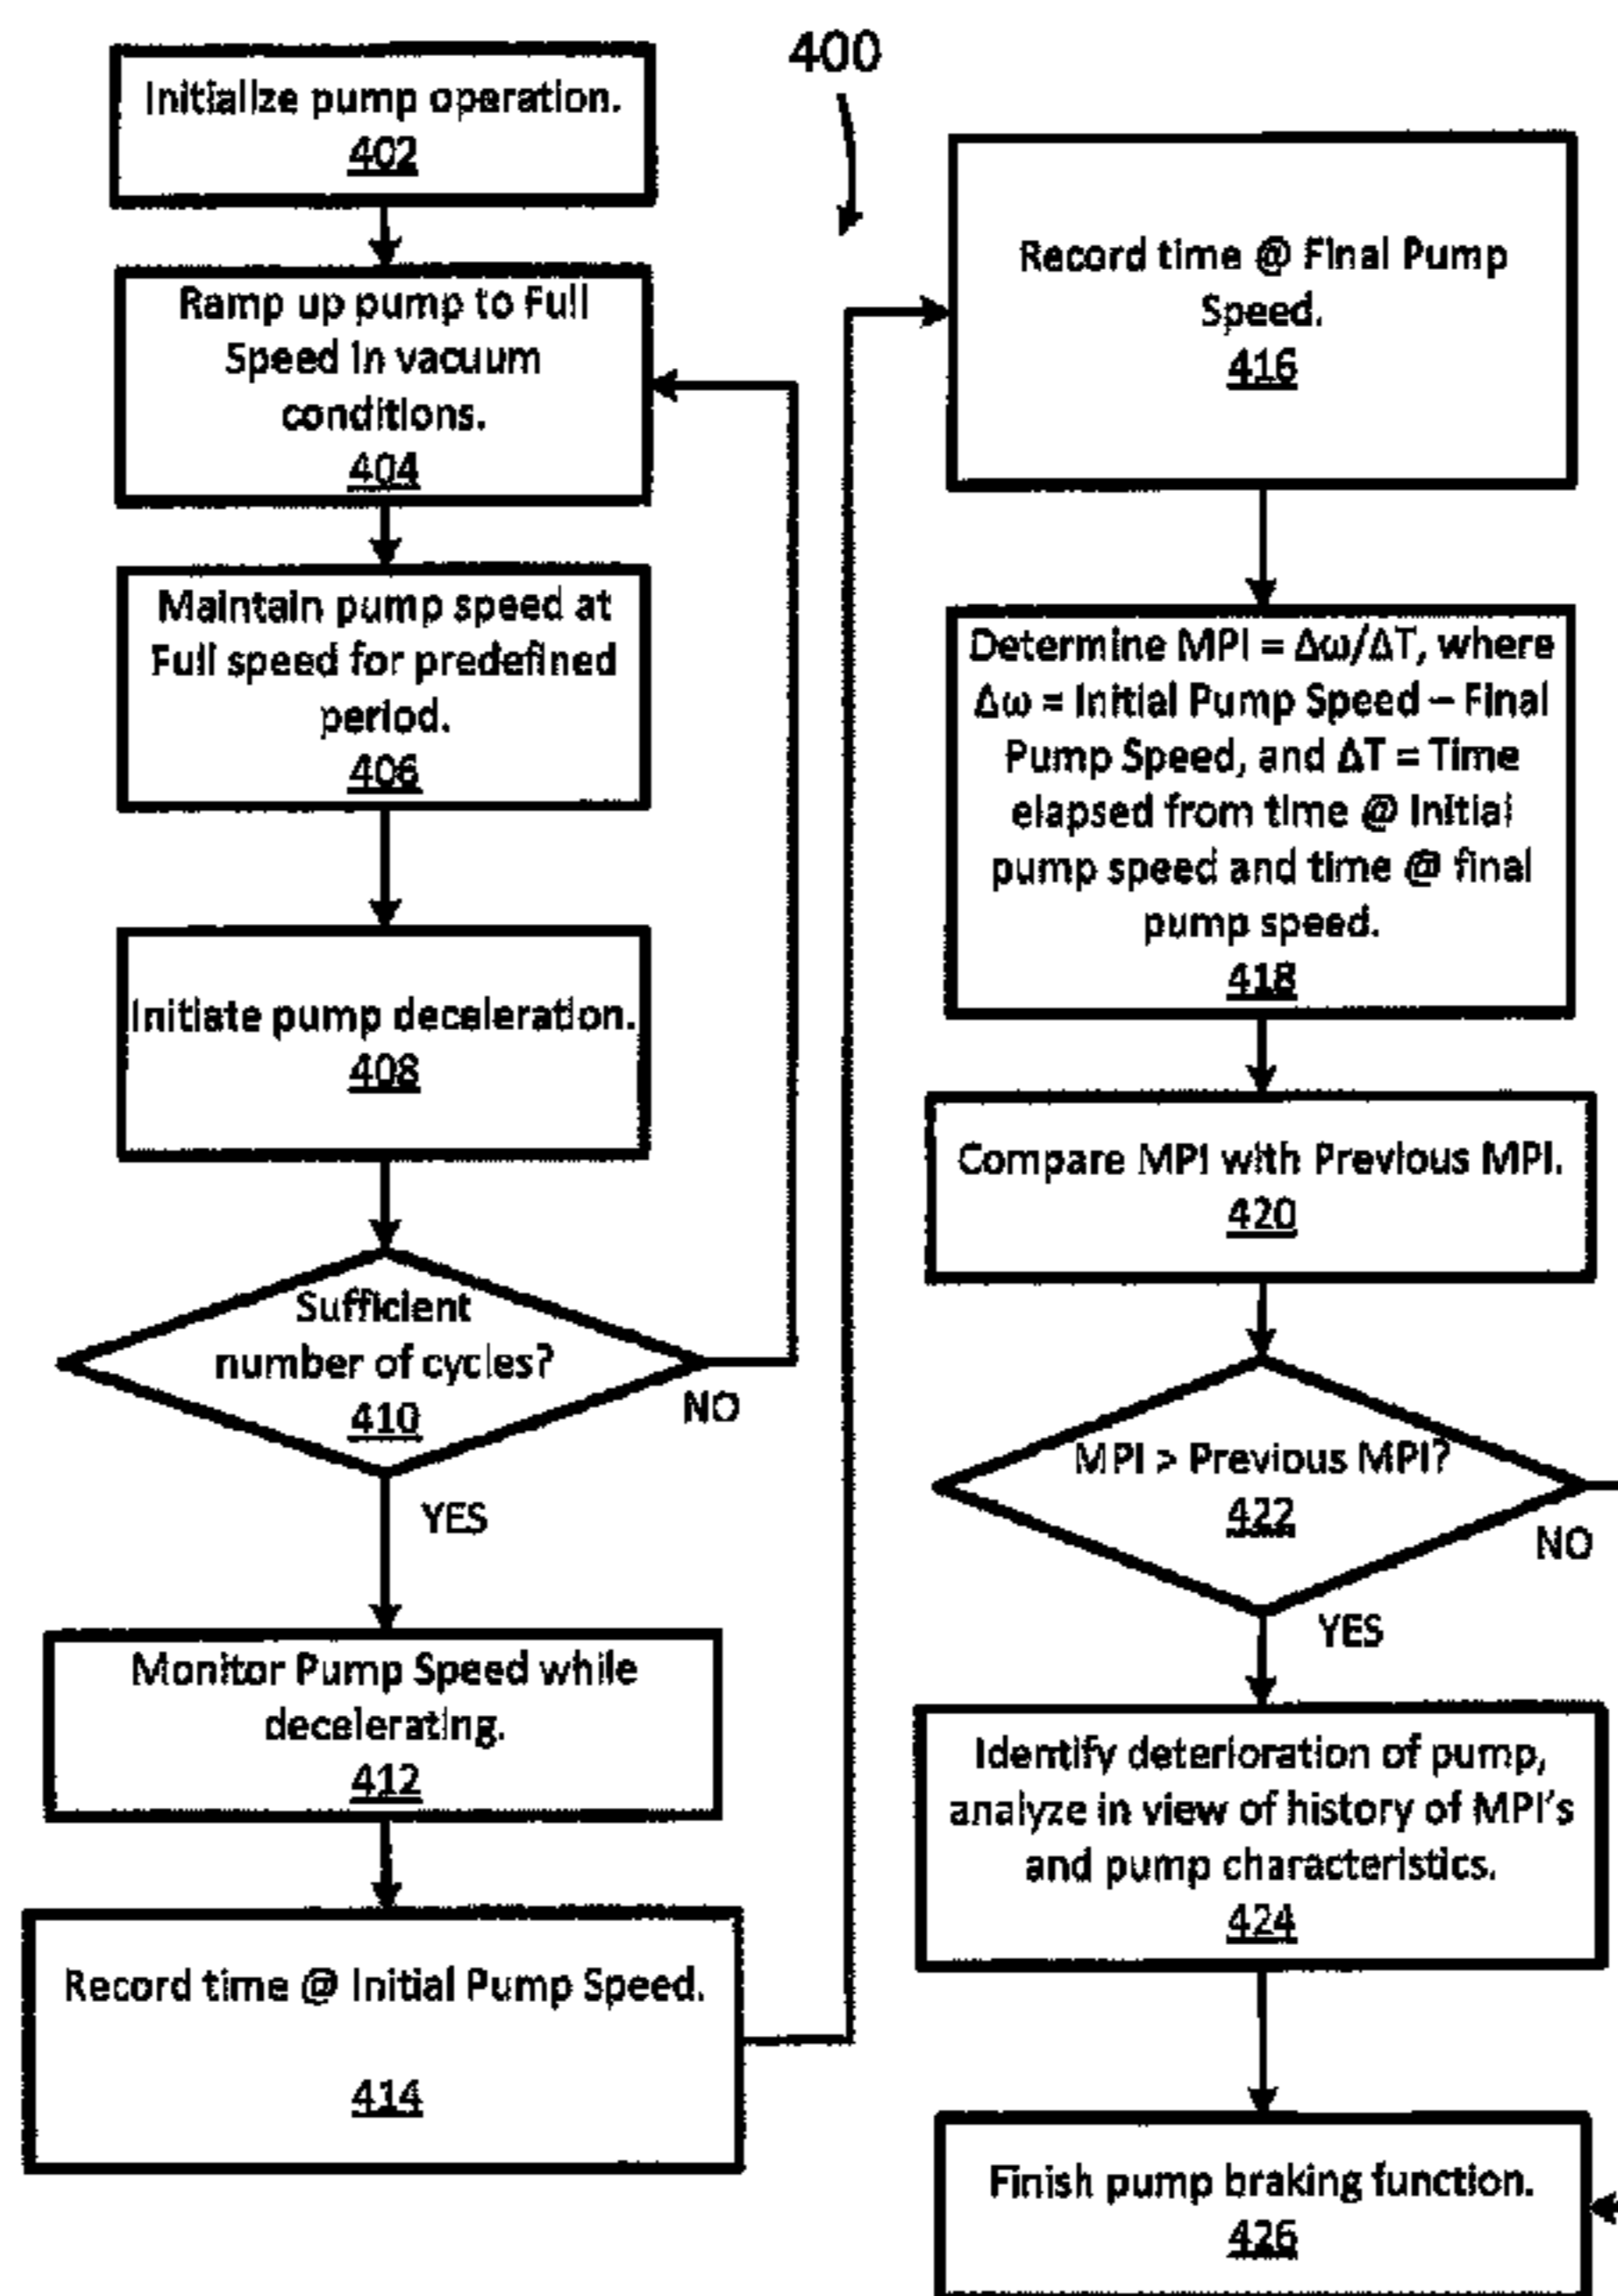 400
Initialize pump operation.
402
Ramp up pump to Full
Speed in vacuum
conditions.
404
Maintain pump speed at
Full speed for predefined
period.
406
Initiate pump deceleration.
408
Sufficient
number of cycles?
410
NO
YES
Monitor Pump Speed while
decelerating.
412
Record time @ Initial Pump Speed.
414
Record time @ Final Pump
Speed.
416
Determine MPI = Δω/ΔT, where
Δω = Initial Pump Speed – Final
Pump Speed, and ΔT = Time
elapsed from time @ Initial
pump speed and time @ final
pump speed.
418
Compare MPI with Previous MPI.
420
MPI > Previous MPI?
422
NO
YES
Identify deterioration of pump,
analyze in view of history of MPI's
and pump characteristics.
424
Finish pump braking function.
426